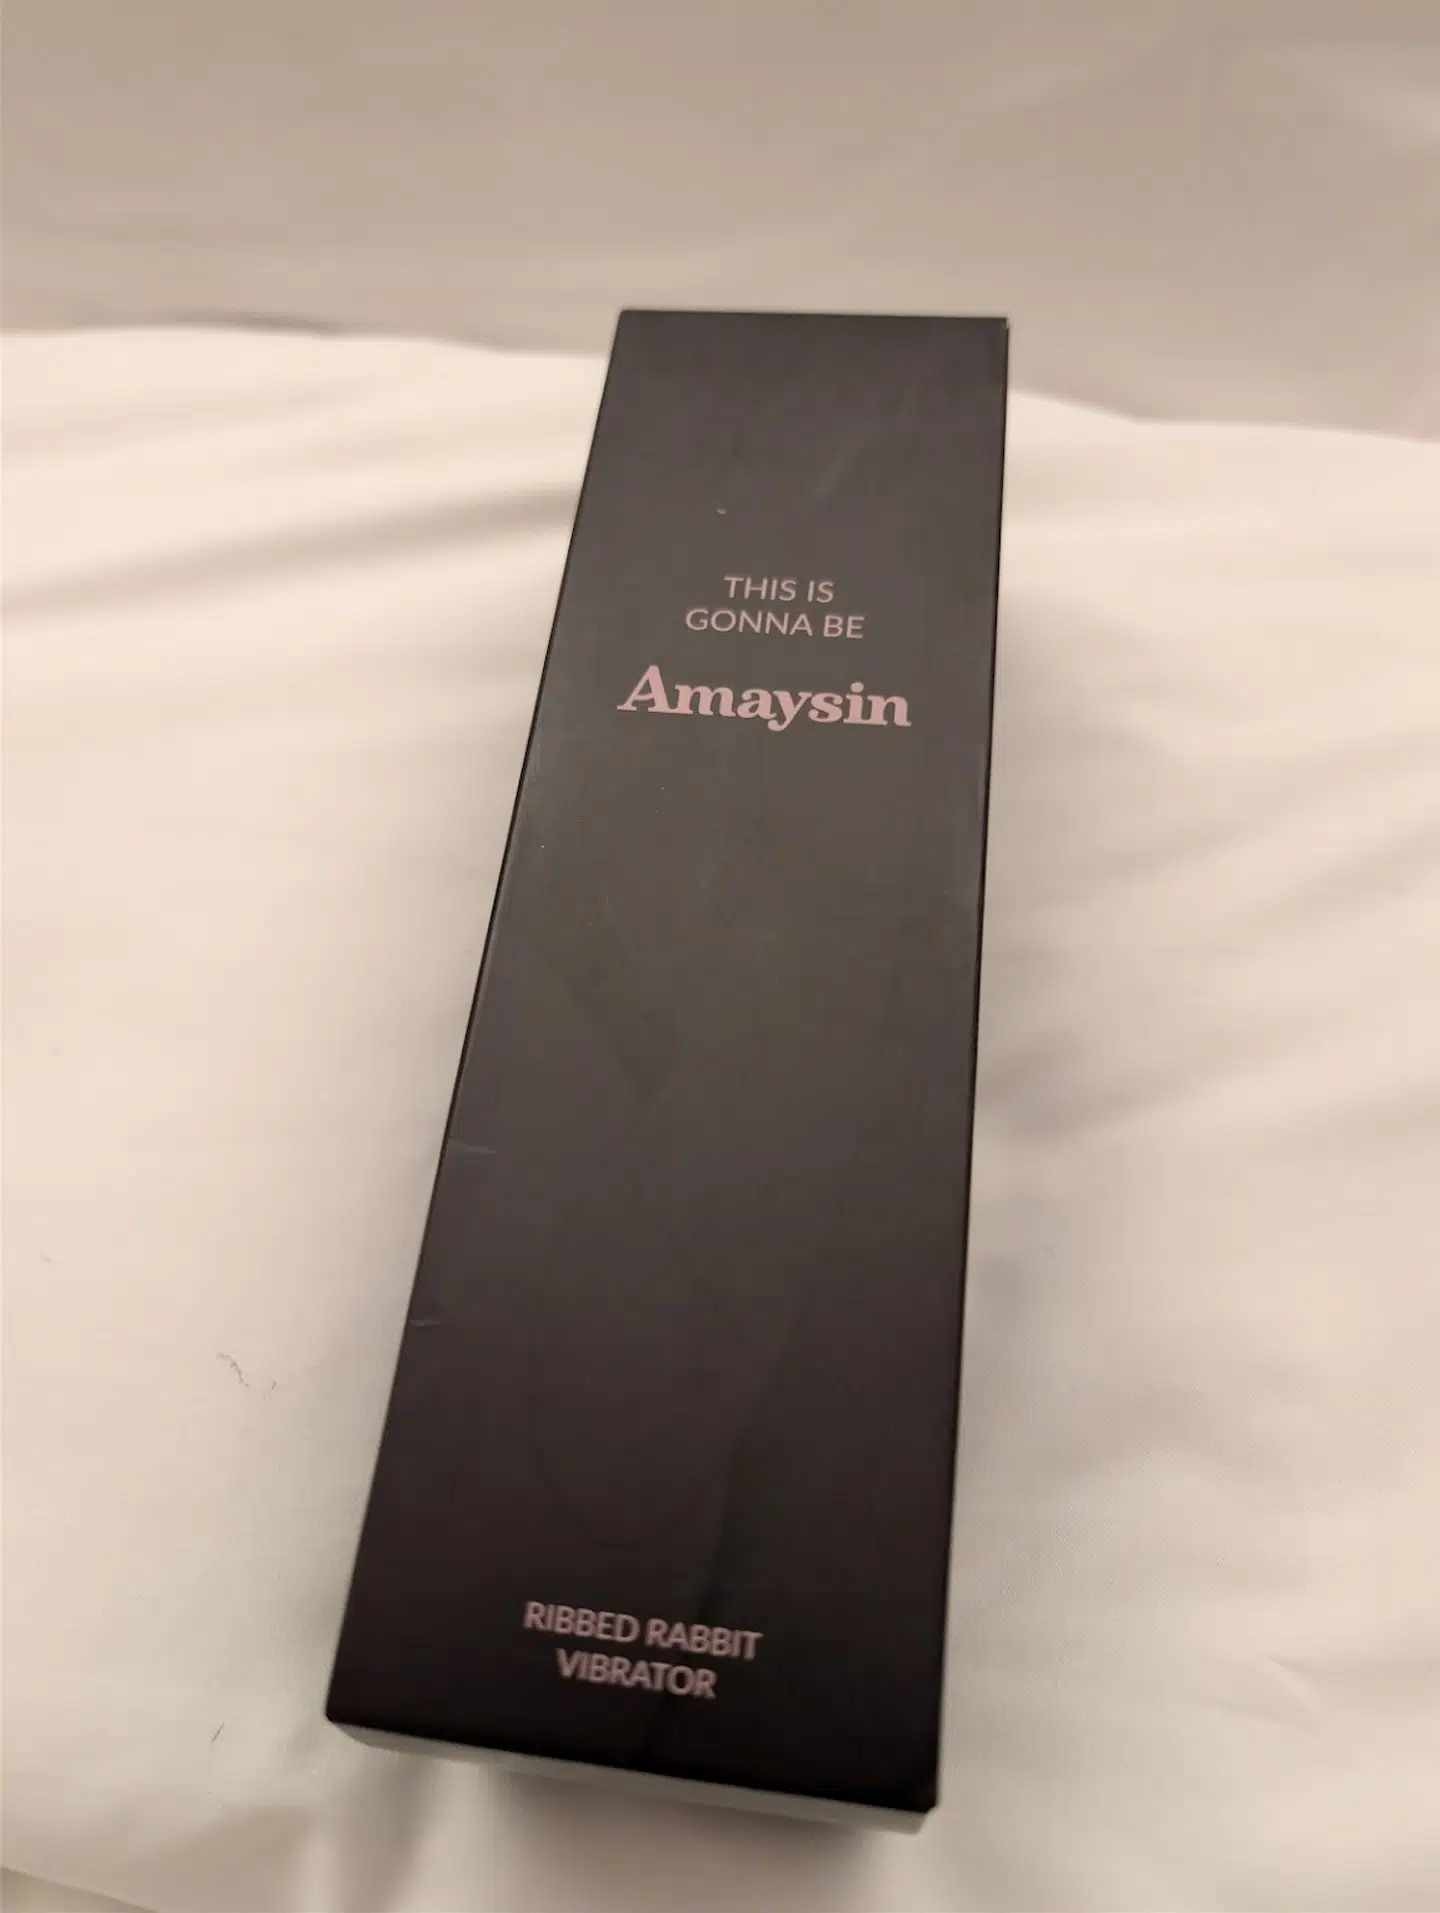 THIS IS
GONNA BE
Amaysin
RIBBED RABBIT
VIBRATOR